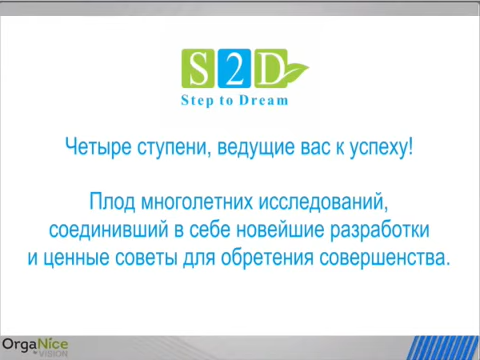 S2D
Step to Dream
Четыре ступени, ведущие вас к успеху!
Плод многолетних исследований,
соединивший в себе новейшие разработки
и ценные советы для обретения совершенства.
OrgaNice
by VISION